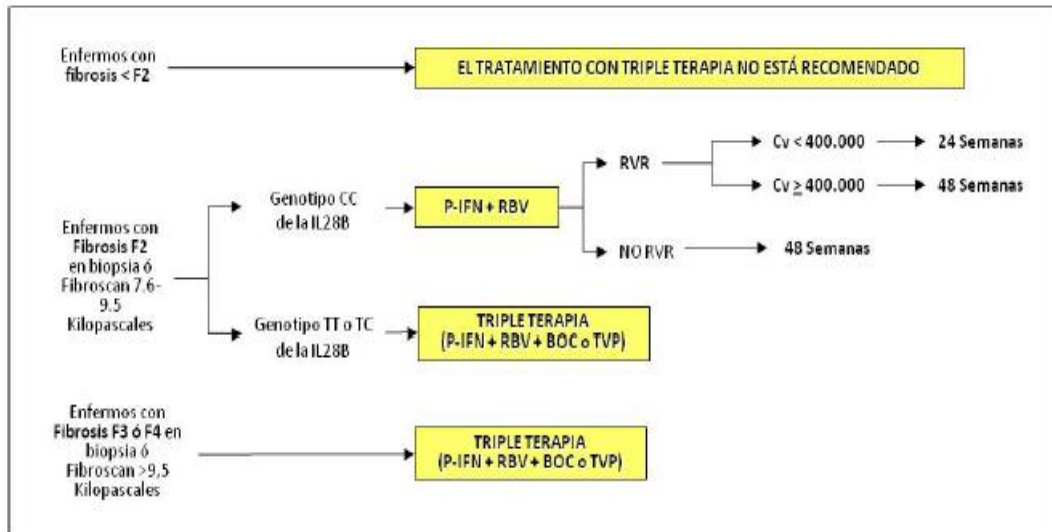 Enfermos con
fibrosis < F2
EL TRATAMIENTO CON TRIPLE TERAPIA NO ESTÁ RECOMENDADO
Enfermos con
Fibrosis F2
en biopsia ó
Fibroscan 7.6-
9.5
Kilopascales
Genotipo CC
de la IL28B
P-IFN + RBV
RVR
Cv < 400.000
24 Semanas
Cv ≥ 400.000
48 Semanas
NO RVR
48 Semanas
Genotipo TT o TC
de la IL28B
TRIPLE TERAPIA
(P-IFN + RBV + BOC o TVP)
Enfermos con
Fibrosis F3 ó F4 en
biopsia ó
Fibroscan >9,5
Kilopascales
TRIPLE TERAPIA
(P-IFN + RBV + BOC o TVP)